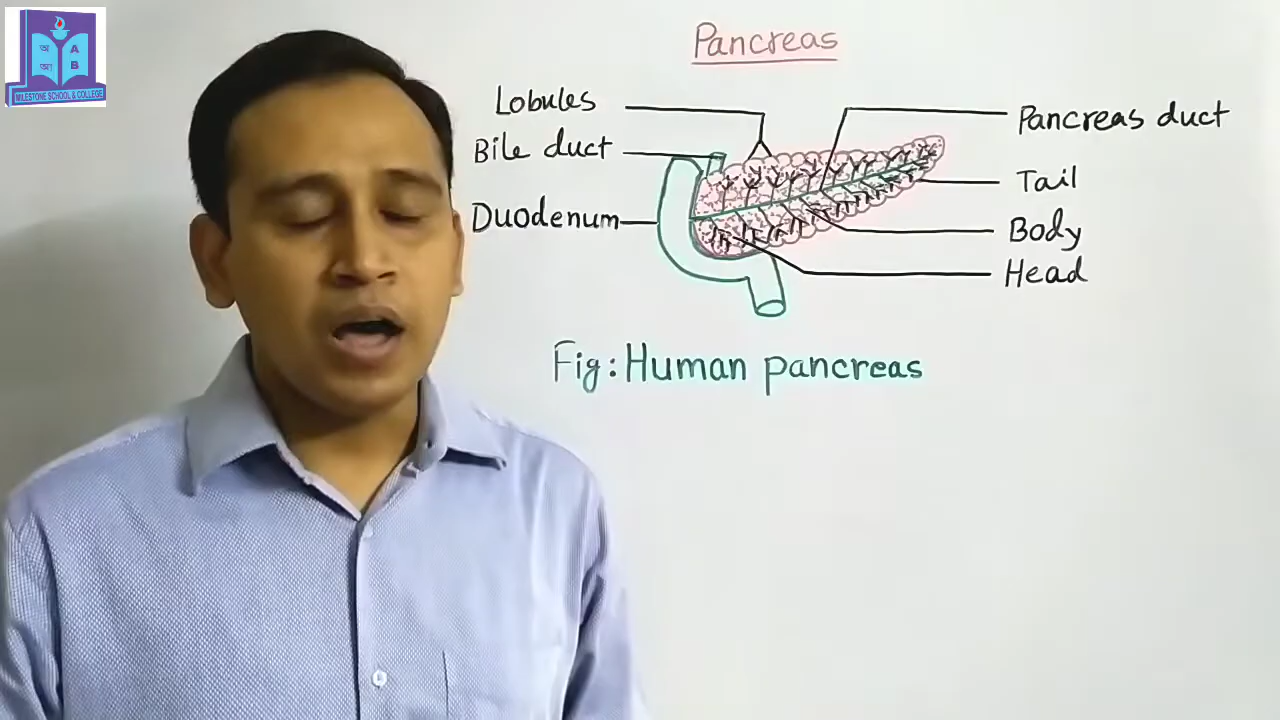 অ A
আ B
MILESTONE SCHOOL & COLLEGE
Pancreas
Lobules
Bile duct
Duodenum
Pancreas duct
Tail
Body
Head
Fig: Human pancreas